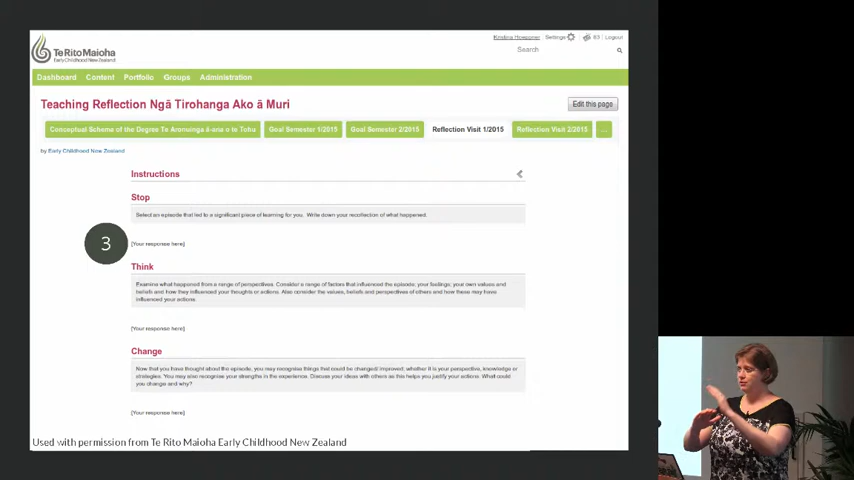 Kristina Hoeppner Settings 83 Logout
Te Rito Maioha
Early Childhood New Zealand
Search
Dashboard Content Portfolio Groups Administration
Teaching Reflection Ngā Tirohanga Ako ā Muri
Edit this page
Conceptual Scheme of the Degree Te Aronuinga ā-aria o te Tohu Goal Semester 1/2015 Goal Semester 2/2015 Reflection Visit 1/2015 Reflection Visit 2/2015 ...
by Early Childhood New Zealand
Instructions
Stop
Select an episode that led to a significant piece of learning for you. Write down your recollection of what happened.
3
[Your response here]
Think
Examine what happened from a range of perspectives. Consider a range of factors that influenced the episode; your feelings; your own values and
beliefs and how they influenced your thoughts or actions. Also consider the values, beliefs and perspectives of others and how these may have
influenced your actions.
[Your response here]
Change
Now that you have thought about the episode, you may recognise things that could be changed/improved; whether it is your perspective, knowledge or
strategies. You may also recognise your strengths in the experience. Discuss your ideas with others as this helps you justify your actions. What could
you change and why?
[Your response here]
Used with permission from Te Rito Maioha Early Childhood New Zealand